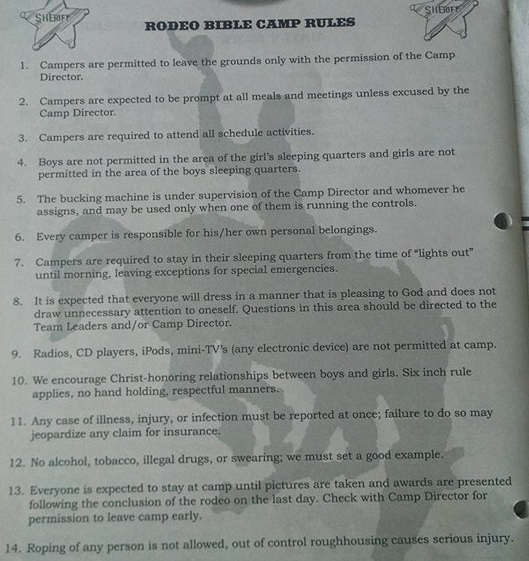 SHERIFF
SHERIFF
RODEO BIBLE CAMP RULES
1. Campers are permitted to leave the grounds only with the permission of the Camp
Director.
2. Campers are expected to be prompt at all meals and meetings unless excused by the
Camp Director.
3. Campers are required to attend all schedule activities.
4. Boys are not permitted in the area of the girl's sleeping quarters and girls are not
permitted in the area of the boys sleeping quarters.
5. The bucking machine is under supervision of the Camp Director and whomever he
assigns, and may be used only when one of them is running the controls.
6. Every camper is responsible for his/her own personal belongings.
7. Campers are required to stay in their sleeping quarters from the time of "lights out"
until morning, leaving exceptions for special emergencies.
8. It is expected that everyone will dress in a manner that is pleasing to God and does not
draw unnecessary attention to oneself. Questions in this area should be directed to the
Team Leaders and/or Camp Director.
9. Radios, CD players, iPods, mini-TV's (any electronic device) are not permitted at camp.
10. We encourage Christ-honoring relationships between boys and girls. Six inch rule
applies, no hand holding, respectful manners.
11. Any case of illness, injury, or infection must be reported at once; failure to do so may
jeopardize any claim for insurance.
12. No alcohol, tobacco, illegal drugs, or swearing; we must set a good example.
13. Everyone is expected to stay at camp until pictures are taken and awards are presented
following the conclusion of the rodeo on the last day. Check with Camp Director for
permission to leave camp early.
14. Roping of any person is not allowed, out of control roughhousing causes serious injury.